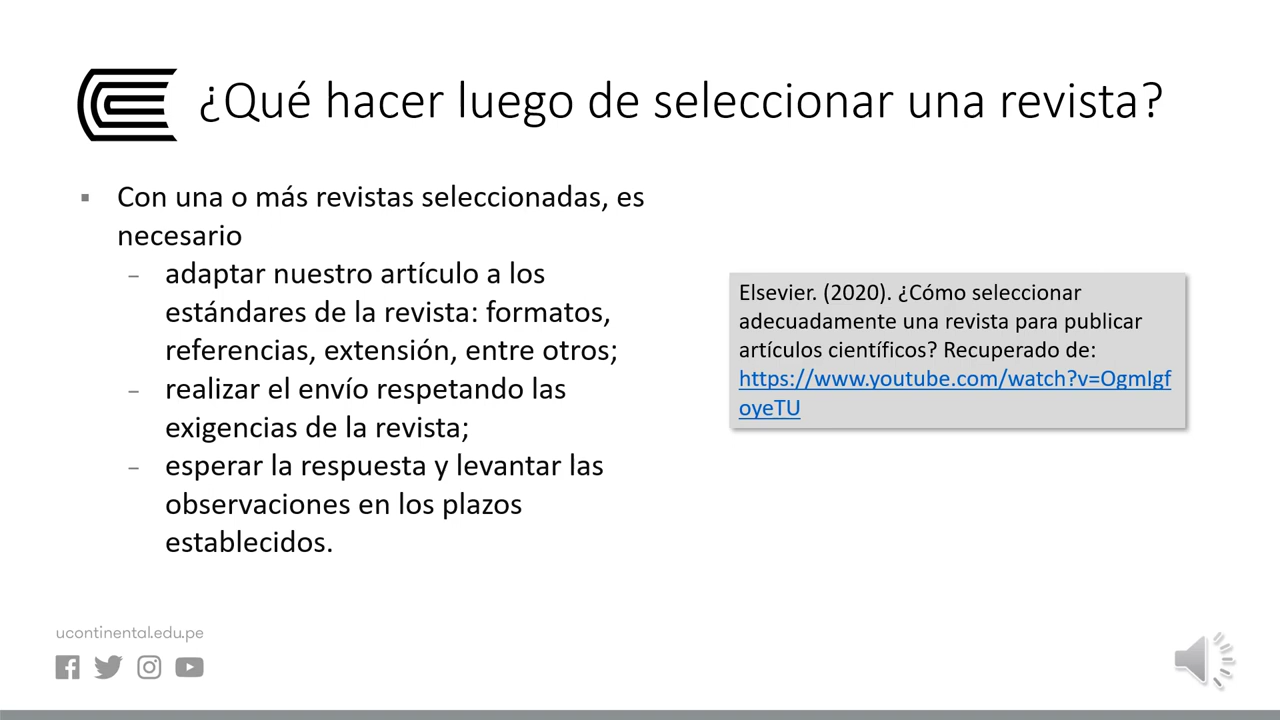 ¿Qué hacer luego de seleccionar una revista?
Con una o más revistas seleccionadas, es
necesario
– adaptar nuestro artículo a los
estándares de la revista: formatos,
referencias, extensión, entre otros;
– realizar el envío respetando las
exigencias de la revista;
– esperar la respuesta y levantar las
observaciones en los plazos
establecidos.
Elsevier. (2020). ¿Cómo seleccionar
adecuadamente una revista para publicar
artículos científicos? Recuperado de:
https://www.youtube.com/watch?v=OgmIgf
oyeTU
ucontinental.edu.pe